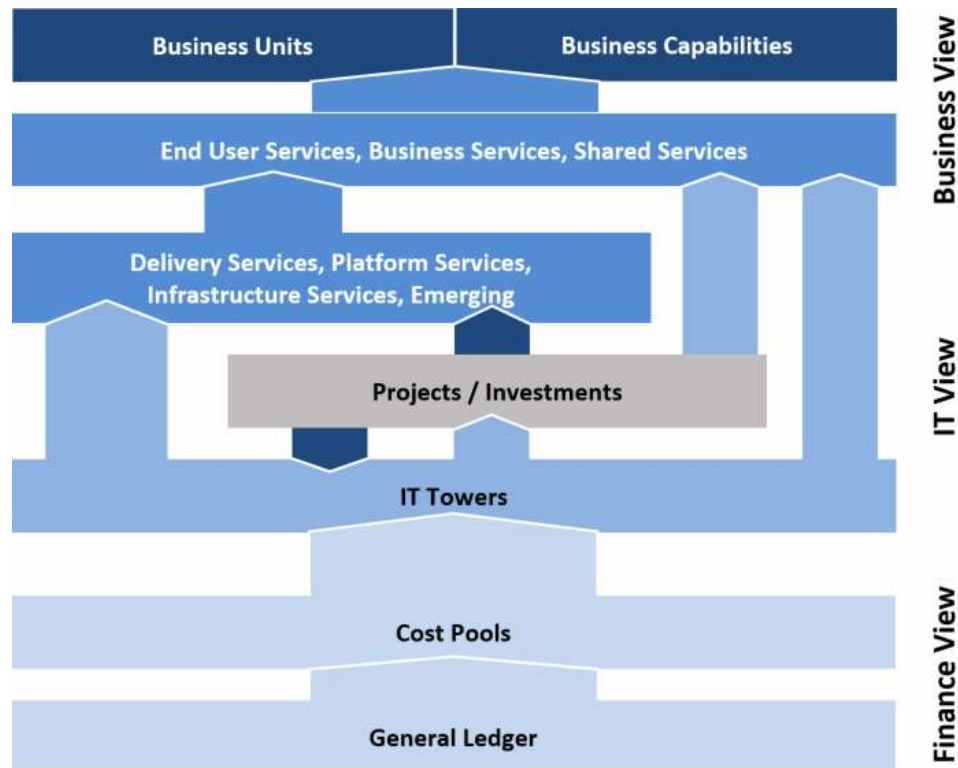 Business Units
Business Capabilities
End User Services, Business Services, Shared Services
Delivery Services, Platform Services,
Infrastructure Services, Emerging
Projects / Investments
IT Towers
Cost Pools
General Ledger
Business View
IT View
Finance View